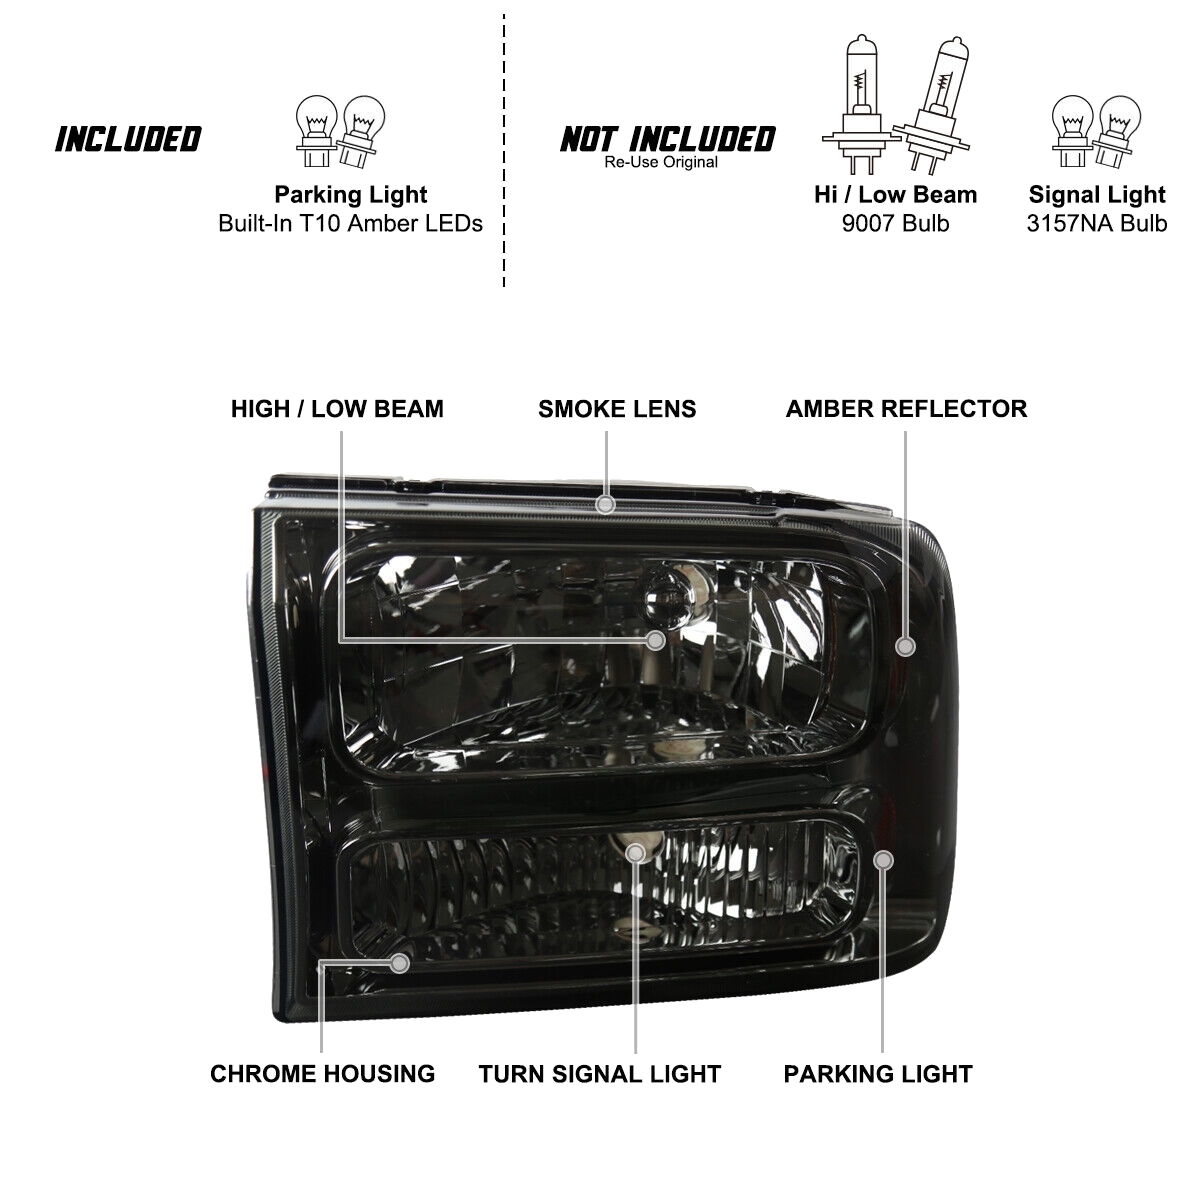 INCLUDED
Parking Light
Built-In T10 Amber LEDs
NOT INCLUDED
Re-Use Original
Hi / Low Beam
9007 Bulb
Signal Light
3157NA Bulb
HIGH / LOW BEAM
SMOKE LENS
AMBER REFLECTOR
CHROME HOUSING
TURN SIGNAL LIGHT
PARKING LIGHT